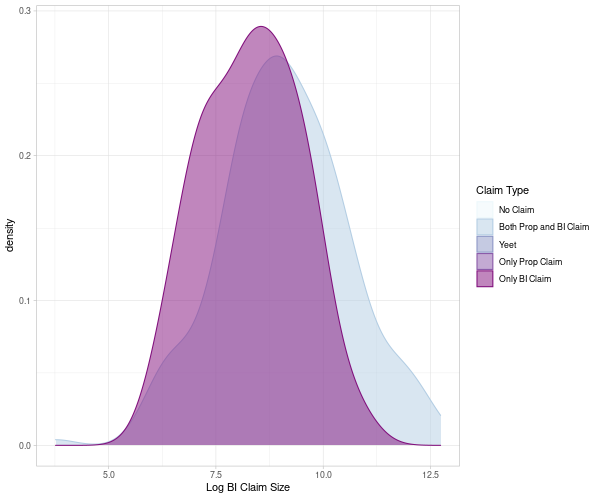 0.3
0.2
0.1
0.0
density
5.0 7.5 10.0 12.5
Log BI Claim Size
Claim Type
No Claim
Both Prop and BI Claim
Yeet
Only Prop Claim
Only BI Claim